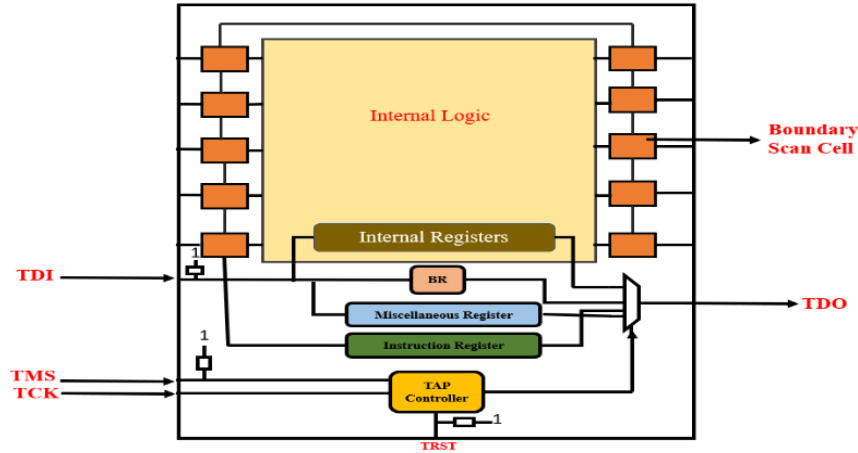 Internal Logic
Boundary
Scan Cell
Internal Registers
1
TDI
BR
TDO
Miscellaneous Register
1
Instruction Register
TMS
TCK
TAP
Controller
1
TRST